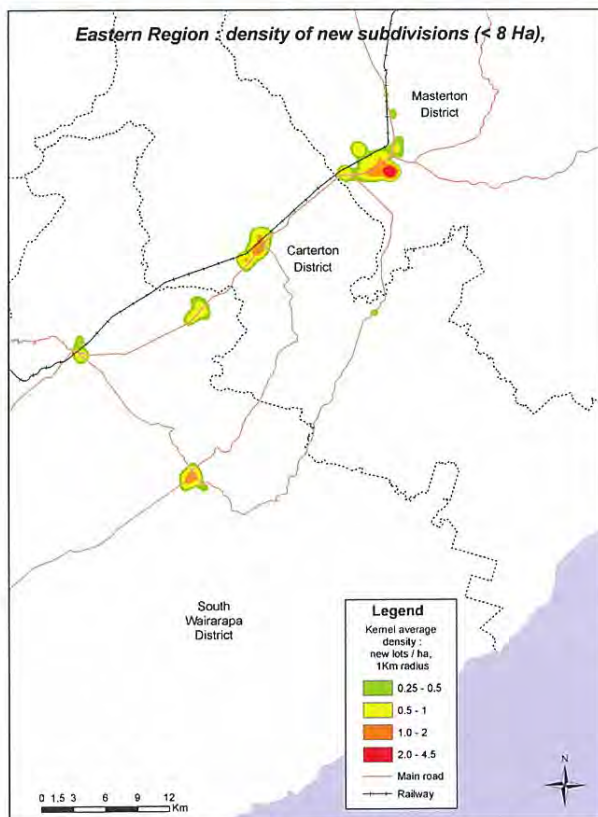 Eastern Region : density of new subdivisions (< 8 Ha),
Masterton
District
Carterton
District
South
Wairarapa
District
Legend
Kernel average
density :
new lots / ha,
1Km radius
0.25 - 0.5
0.5 - 1
1.0 - 2
2.0 - 4.5
Main road
Railway
N
0 1.5 3 6 9 12
Km